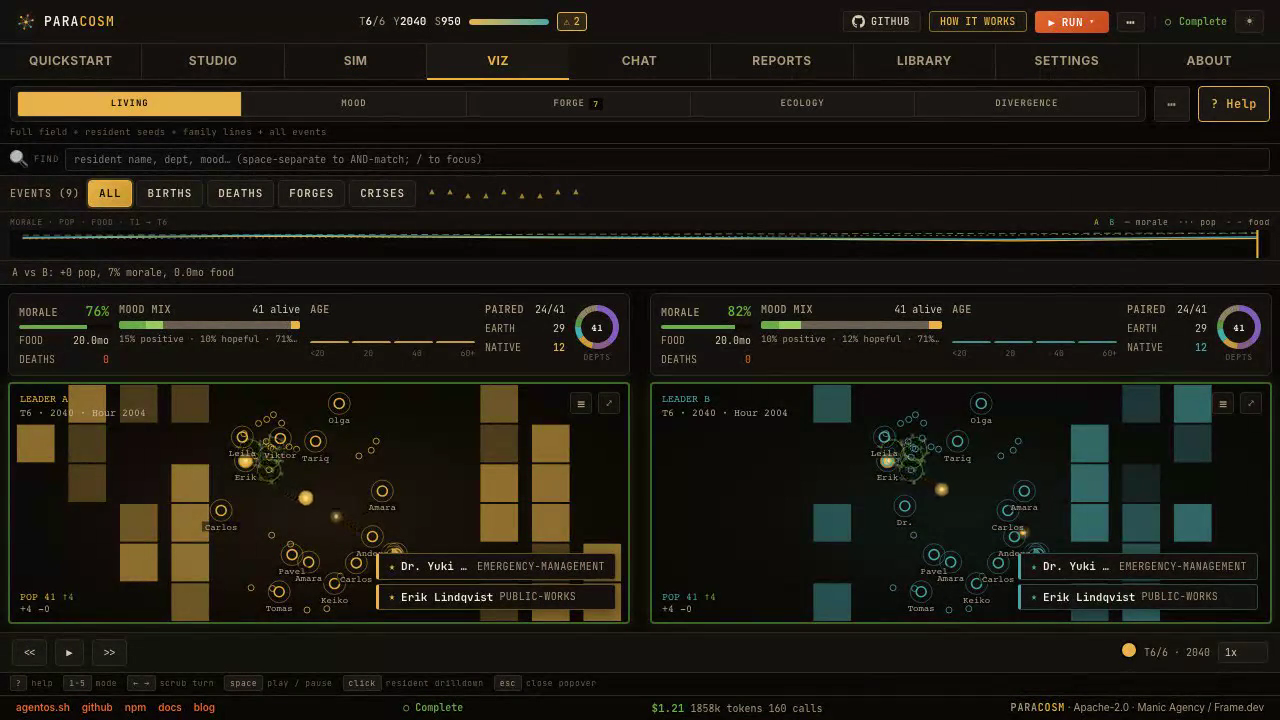 PARACOSM T6/6 Y2040 S950 ⚠ 2 GITHUB HOW IT WORKS ▶ RUN ▾ ⋯ ○ Complete
QUICKSTART STUDIO SIM VIZ CHAT REPORTS LIBRARY SETTINGS ABOUT
LIVING MOOD FORGE 7 ECOLOGY DIVERGENCE ⋯ ? Help
Full field ∘ resident seeds ∘ family lines + all events
FIND resident name, dept, mood… (space-separate to AND-match; / to focus)
EVENTS (9) ALL BIRTHS DEATHS FORGES CRISES
MORALE · POP · FOOD · T1 → T6 A B — morale ··· pop - - food
A vs B: +0 pop, 7% morale, 0.0mo food
MORALE 76% MOOD MIX 41 alive AGE PAIRED 24/41
15% positive · 10% hopeful · 71%…
FOOD 20.0mo EARTH 29 41
DEATHS 0 <20 20 40 60+ NATIVE 12 DEPTS
MORALE 82% MOOD MIX 41 alive AGE PAIRED 24/41
10% positive · 12% hopeful · 71%…
FOOD 20.0mo EARTH 29 41
DEATHS 0 <20 20 40 60+ NATIVE 12 DEPTS
LEADER A
T6 · 2040 · Hour 2004
Olga
Leila Viktor Tariq
Erik
Amara
Carlos
Pavel
Amara Carlos
Keiko
Tomas
★ Dr. Yuki … EMERGENCY-MANAGEMENT
★ Erik Lindqvist PUBLIC-WORKS
POP 41 ↑4
+4 −0
LEADER B
T6 · 2040 · Hour 2004
Olga
Leila Tariq
Erik
Amara
Dr. Carlos
Pavel
Amara Carlos
Keiko
Tomas
★ Dr. Yuki … EMERGENCY-MANAGEMENT
★ Erik Lindqvist PUBLIC-WORKS
POP 41 ↑4
+4 −0
<< ▶ >> T6/6 · 2040 1x
? help 1-5 mode ← → scrub turn space play / pause click resident drilldown esc close popover
agentos.sh github npm docs blog ○ Complete $1.21 1858k tokens 160 calls PARACOSM · Apache-2.0 · Manic Agency / Frame.dev